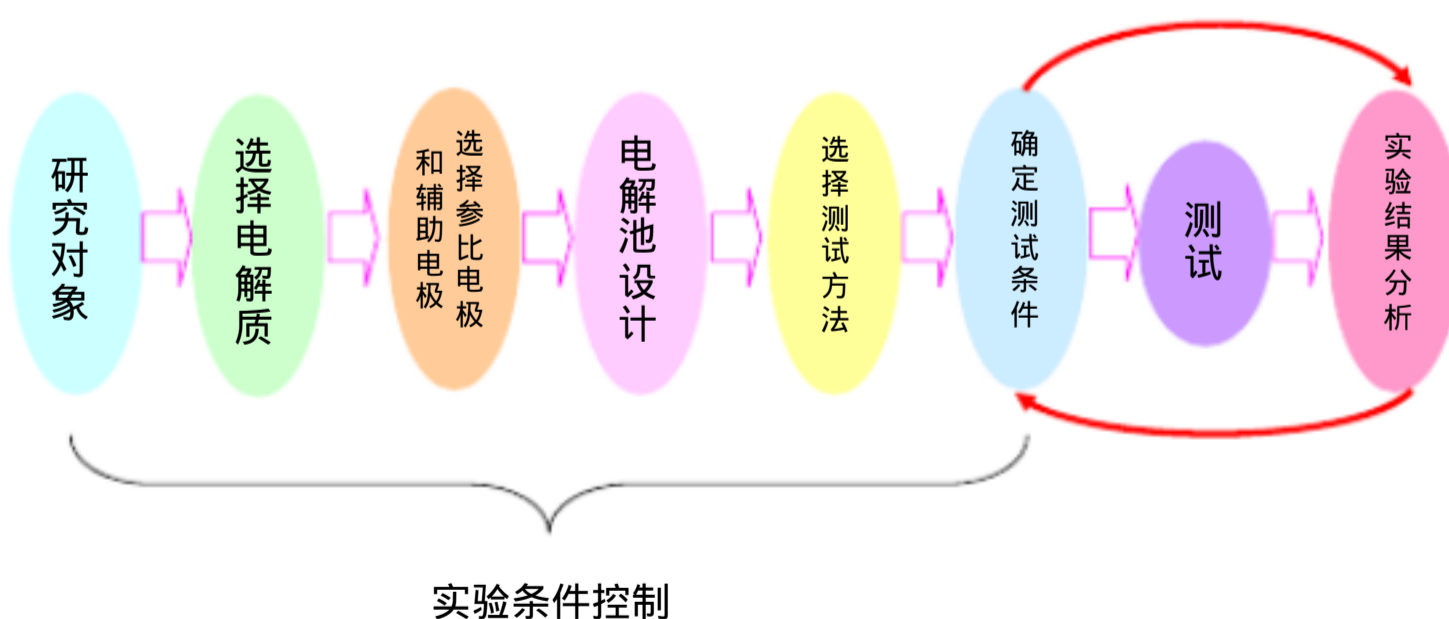 研究对象
选择电解质
选择参比电极
和辅助电极
电解池设计
选择测试方法
确定测试条件
测试
实验结果分析
实验条件控制